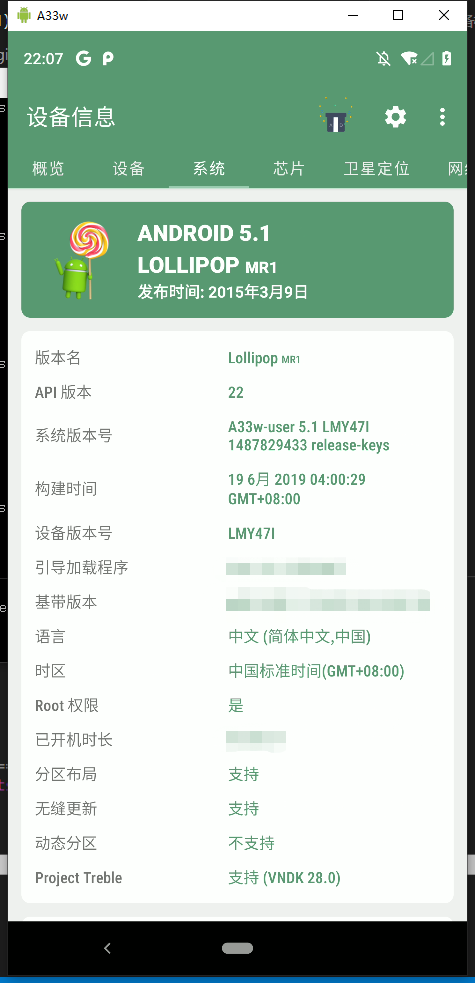 A33w
22:07
设备信息
概览 设备 系统 芯片 卫星定位
ANDROID 5.1
LOLLIPOP MR1
发布时间: 2015年3月9日
版本名 Lollipop MR1
API 版本 22
系统版本号 A33w-user 5.1 LMY47I
1487829433 release-keys
构建时间 19 6月 2019 04:00:29
GMT+08:00
设备版本号 LMY47I
引导加载程序
基带版本
语言 中文 (简体中文,中国)
时区 中国标准时间(GMT+08:00)
Root 权限 是
已开机时长
分区布局 支持
无缝更新 支持
动态分区 不支持
Project Treble 支持 (VNDK 28.0)